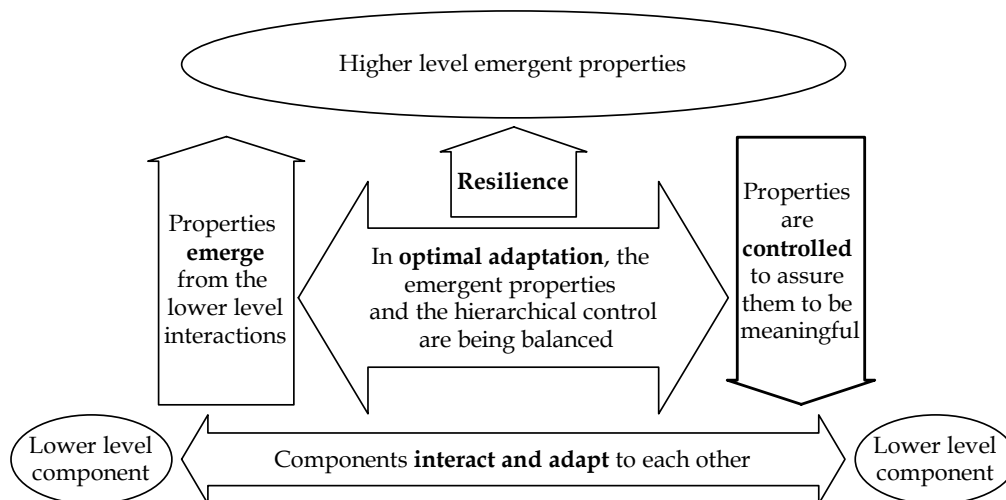 Higher level emergent properties
Resilience
Properties
emerge
from the
lower level
interactions
In optimal adaptation, the
emergent properties
and the hierarchical control
are being balanced
Properties
are
controlled
to assure
them to be
meaningful
Lower level
component
Components interact and adapt to each other
Lower level
component